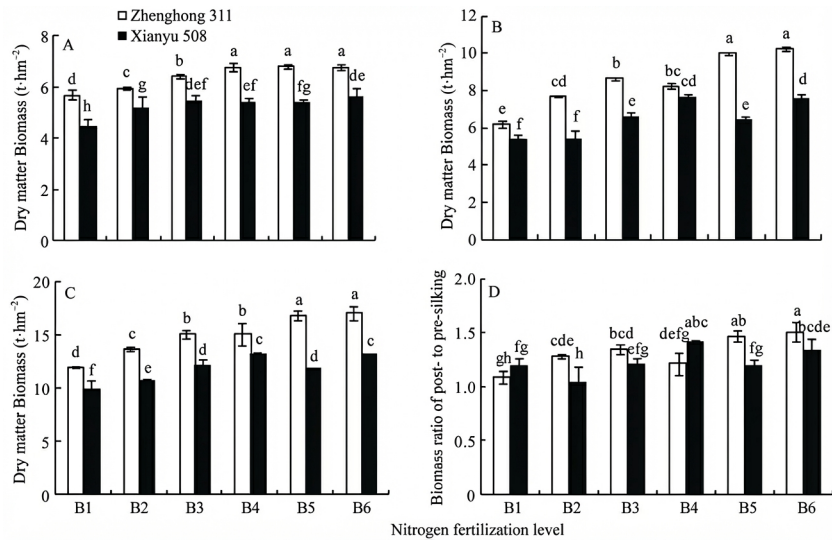 Zhenghong 311
Xianyu 508
A
Dry matter Biomass (t·hm⁻²)
8
6
4
2
0
d h c g b def a ef a fg a de
B
Dry matter Biomass (t·hm⁻²)
12
10
8
6
4
2
0
e f cd f b e bc cd a e a d
C
Dry matter Biomass (t·hm⁻²)
20
15
10
5
0
d f d e b d b c a d a c
B1 B2 B3 B4 B5 B6
D
Biomass ratio of post- to pre-silking
2.0
1.5
1.0
0.5
0
gh fg cde h bcd efg defg abc ab fg a bcde
B1 B2 B3 B4 B5 B6
Nitrogen fertilization level